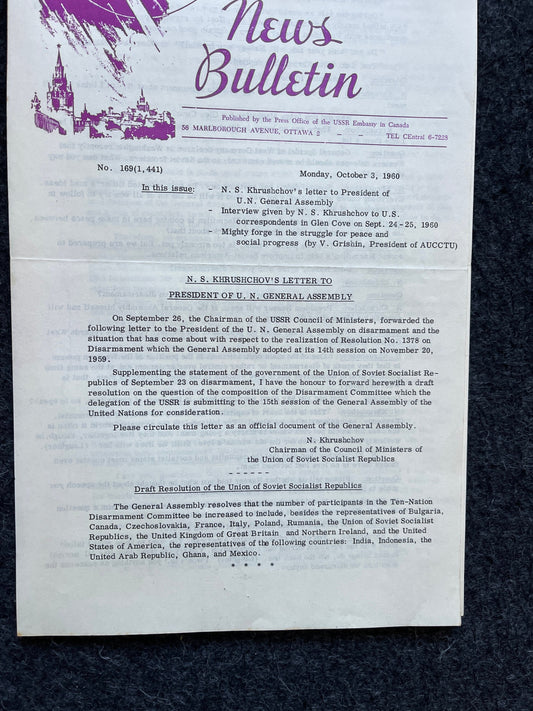 News
Bulletin
Published by the Press Office of the USSR Embassy in Canada
56 MARLBOROUGH AVENUE, OTTAWA 2 - - TEL CEntral 6-7228
No. 169(1,441) Monday, October 3, 1960
In this issue: - N. S. Khrushchov's letter to President of
U.N. General Assembly
- Interview given by N. S. Khrushchov to U.S.
correspondents in Glen Cove on Sept. 24-25, 1960
- Mighty forge in the struggle for peace and
social progress (by V. Grishin, President of AUCCTU)
N. S. KHRUSHCHOV'S LETTER TO
PRESIDENT OF U. N. GENERAL ASSEMBLY
On September 26, the Chairman of the USSR Council of Ministers, forwarded the
following letter to the President of the U. N. General Assembly on disarmament and the
situation that has come about with respect to the realization of Resolution No. 1378 on
Disarmament which the General Assembly adopted at its 14th session on November 20,
1959.
Supplementing the statement of the government of the Union of Soviet Socialist Re-
publics of September 23 on disarmament, I have the honour to forward herewith a draft
resolution on the question of the composition of the Disarmament Committee which the
delegation of the USSR is submitting to the 15th session of the General Assembly of the
United Nations for consideration.
Please circulate this letter as an official document of the General Assembly.
N. Khrushchov
Chairman of the Council of Ministers of
the Union of Soviet Socialist Republics
- - - - - -
Draft Resolution of the Union of Soviet Socialist Republics
The General Assembly resolves that the number of participants in the Ten-Nation
Disarmament Committee be increased to include, besides the representatives of Bulgaria,
Canada, Czechoslovakia, France, Italy, Poland, Rumania, the Union of Soviet Socialist
Republics, the United Kingdom of Great Britain and Northern Ireland, and the United
States of America, the representatives of the following countries: India, Indonesia, the
United Arab Republic, Ghana, and Mexico.
* * * *